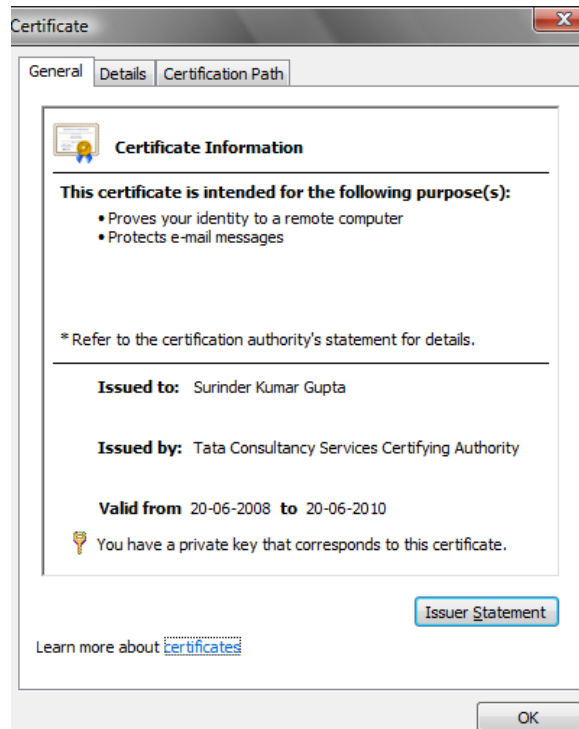 Certificate
General Details Certification Path
Certificate Information
This certificate is intended for the following purpose(s):
• Proves your identity to a remote computer
• Protects e-mail messages
* Refer to the certification authority's statement for details.
Issued to: Surinder Kumar Gupta
Issued by: Tata Consultancy Services Certifying Authority
Valid from 20-06-2008 to 20-06-2010
You have a private key that corresponds to this certificate.
Issuer Statement
Learn more about certificates
OK